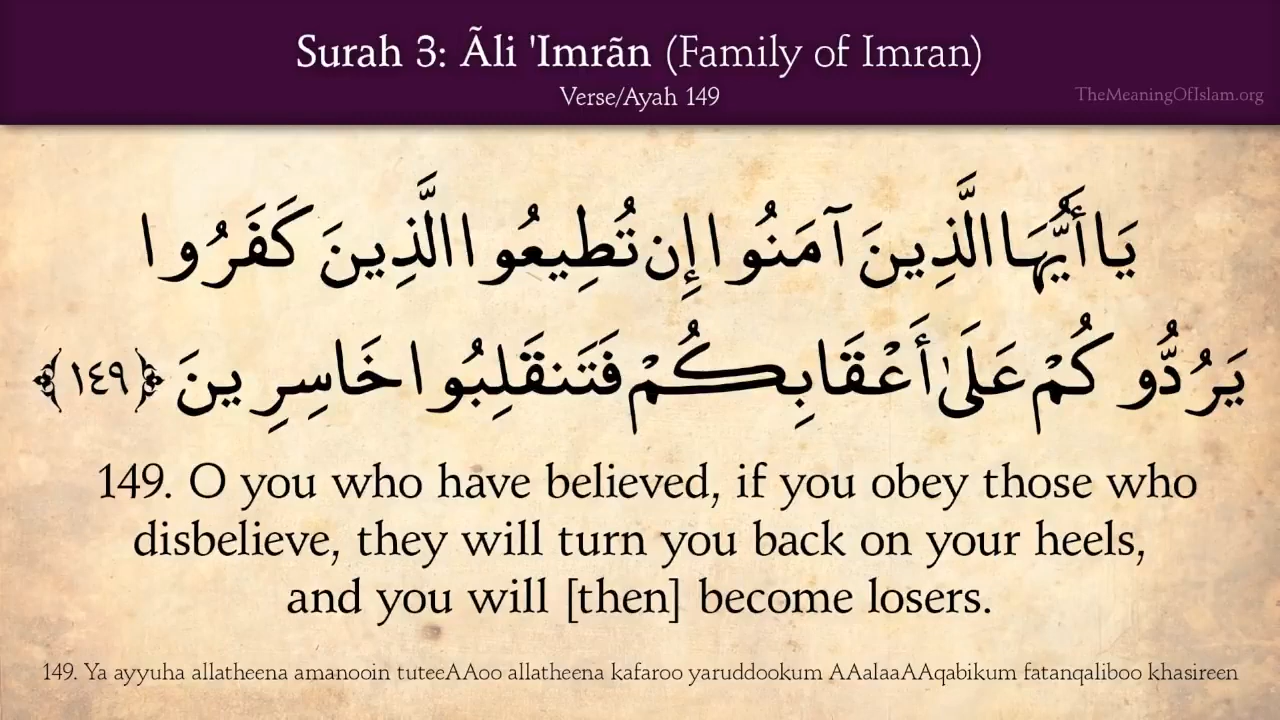 Surah 3: Ãli 'Imrãn (Family of Imran)
Verse/Ayah 149
TheMeaningOfIslam.org
يَا أَيُّهَا الَّذِينَ آمَنُوا إِن تُطِيعُوا الَّذِينَ كَفَرُوا
يَرُدُّوكُمْ عَلَىٰ أَعْقَابِكُمْ فَتَنقَلِبُوا خَاسِرِينَ ﴿١٤٩﴾
149. O you who have believed, if you obey those who
disbelieve, they will turn you back on your heels,
and you will [then] become losers.
149. Ya ayyuha allatheena amanooin tuteeAAoo allatheena kafaroo yaruddookum AAalaaAAqabikum fatanqaliboo khasireen